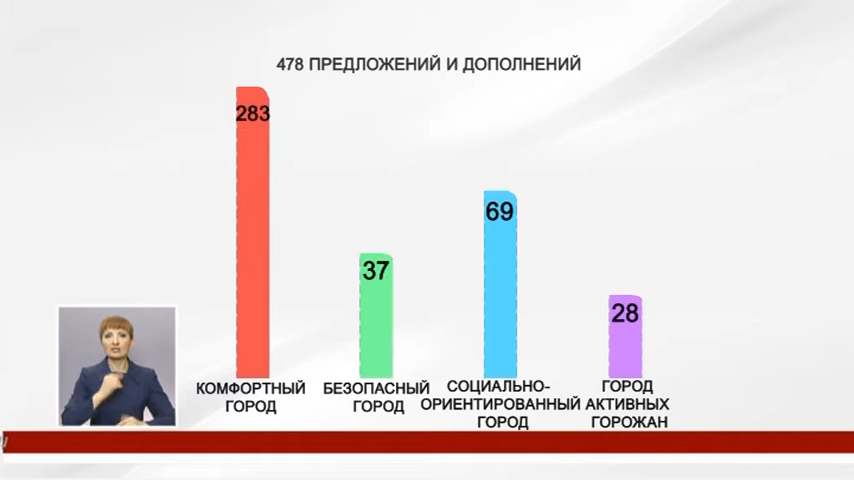 478 ПРЕДЛОЖЕНИЙ И ДОПОЛНЕНИЙ
283
37
69
28
КОМФОРТНЫЙ
ГОРОД
БЕЗОПАСНЫЙ
ГОРОД
СОЦИАЛЬНО-
ОРИЕНТИРОВАННЫЙ
ГОРОД
ГОРОД
АКТИВНЫХ
ГОРОЖАН